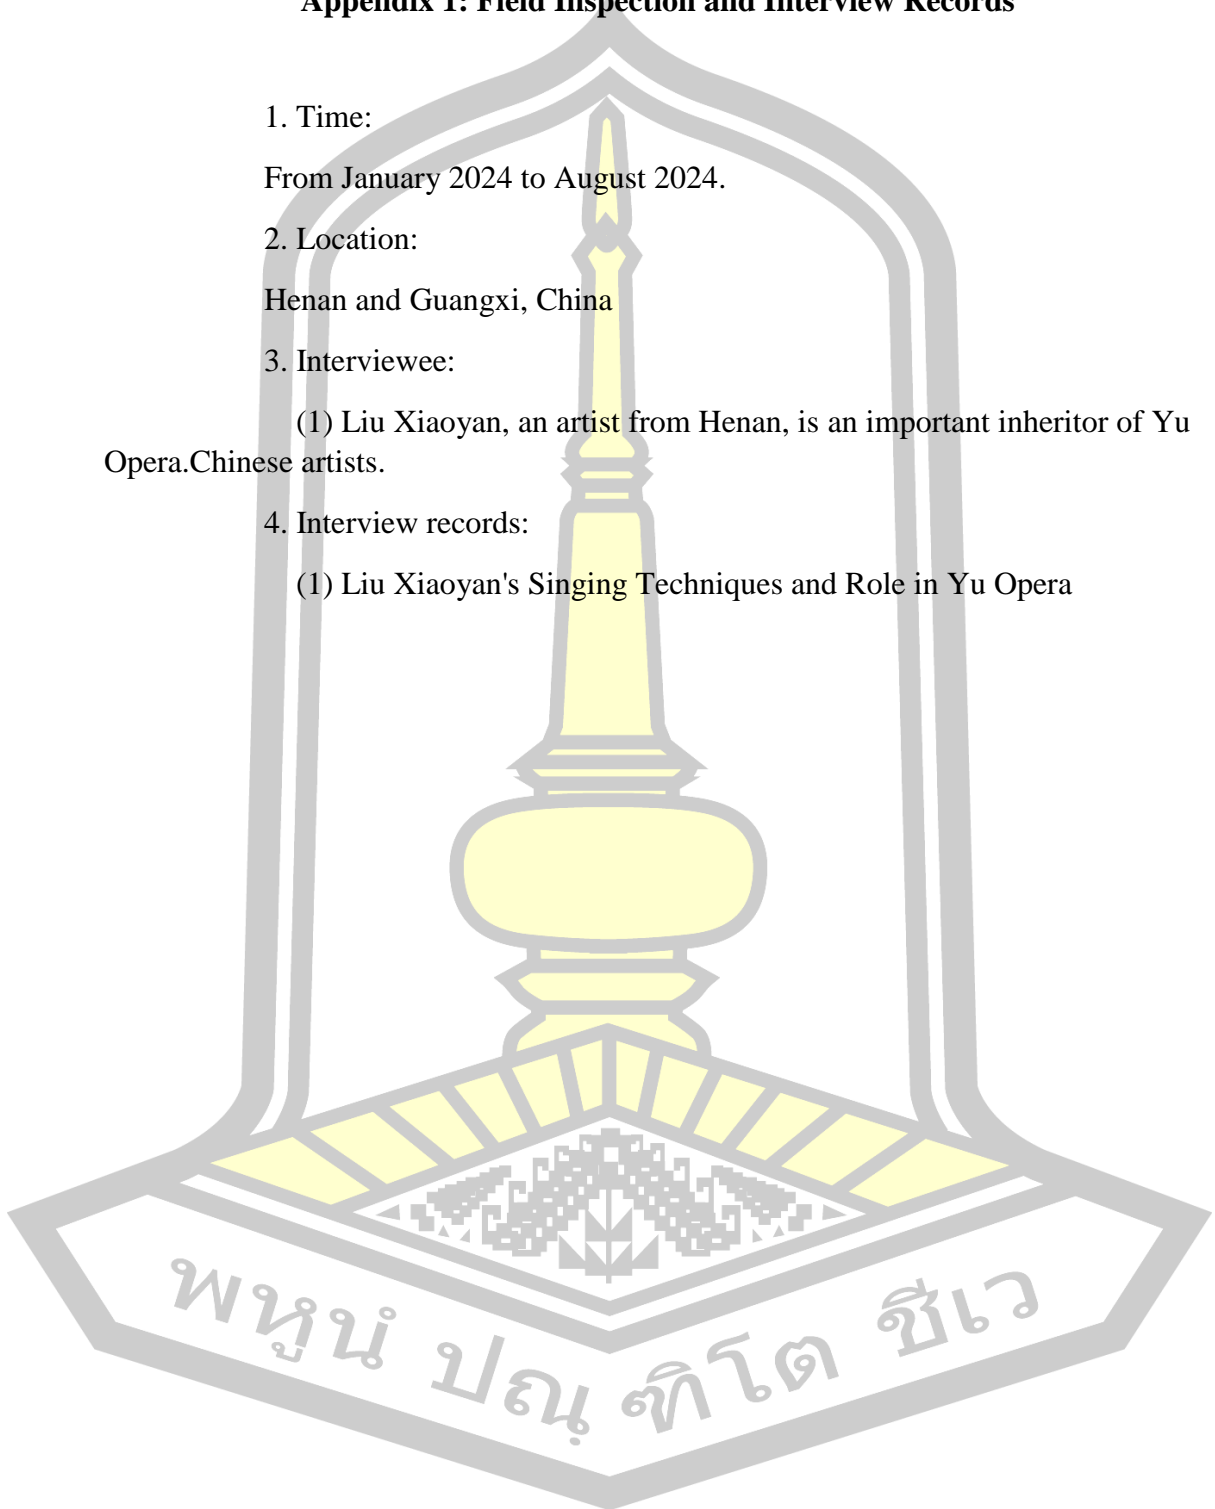 Appendix 1: Field Inspection and Interview Records
1. Time:
From January 2024 to August 2024.
2. Location:
Henan and Guangxi, China
3. Interviewee:
(1) Liu Xiaoyan, an artist from Henan, is an important inheritor of Yu
Opera.Chinese artists.
4. Interview records:
(1) Liu Xiaoyan's Singing Techniques and Role in Yu Opera
พหูนํ ปณฺฑิโต ชีเว